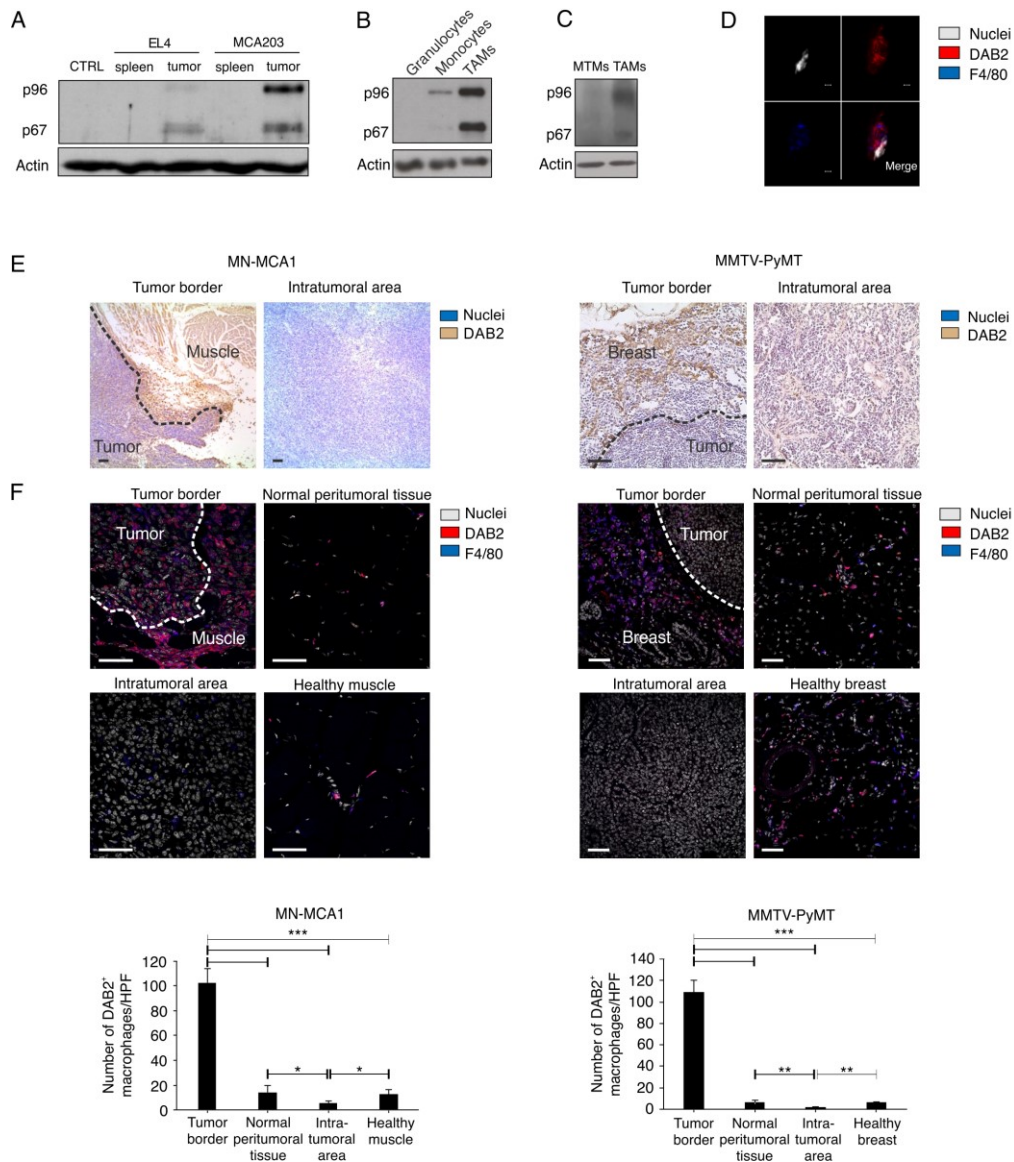 A
EL4 MCA203
CTRL spleen tumor spleen tumor
p96
p67
Actin
B
Granulocytes
Monocytes
TAMs
p96
p67
Actin
C
MTMs TAMs
p96
p67
Actin
D
Nuclei
DAB2
F4/80
Merge
E
MN-MCA1
Tumor border Intratumoral area
Muscle
Tumor
Nuclei
DAB2
MMTV-PyMT
Tumor border Intratumoral area
Breast
Tumor
Nuclei
DAB2
F
Tumor border Normal peritumoral tissue
Tumor
Muscle
Nuclei
DAB2
F4/80
Intratumoral area Healthy muscle
Tumor border Normal peritumoral tissue
Tumor
Breast
Nuclei
DAB2
F4/80
Intratumoral area Healthy breast
MN-MCA1
***
120
100
80
60
40
20
0
* *
Number of DAB2+
macrophages/HPF
Tumor Normal Intra- Healthy
border peritumoral tumoral muscle
tissue area
MMTV-PyMT
***
140
120
100
80
60
40
20
0
** **
Number of DAB2+
macrophages/HPF
Tumor Normal Intra- Healthy
border peritumoral tumoral breast
tissue area